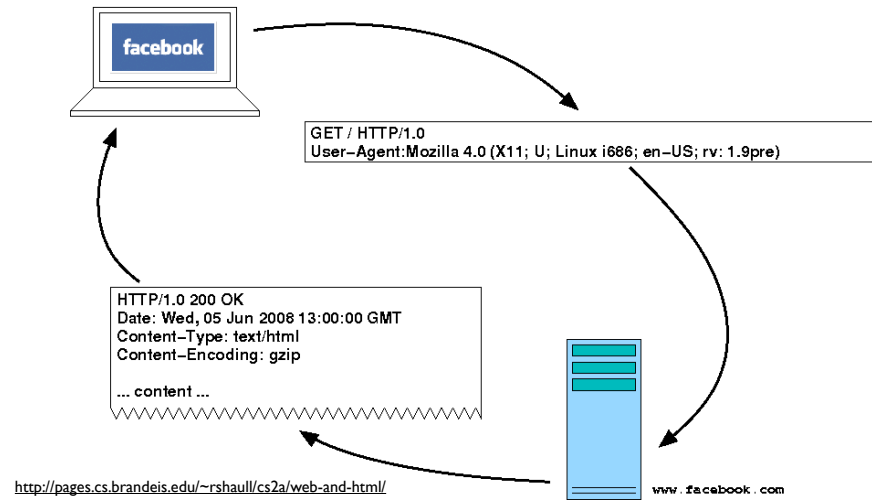 facebook
GET / HTTP/1.0
User-Agent:Mozilla 4.0 (X11; U; Linux i686; en-US; rv: 1.9pre)
HTTP/1.0 200 OK
Date: Wed, 05 Jun 2008 13:00:00 GMT
Content-Type: text/html
Content-Encoding: gzip
... content ...
http://pages.cs.brandeis.edu/~rshaull/cs2a/web-and-html/
www.facebook.com